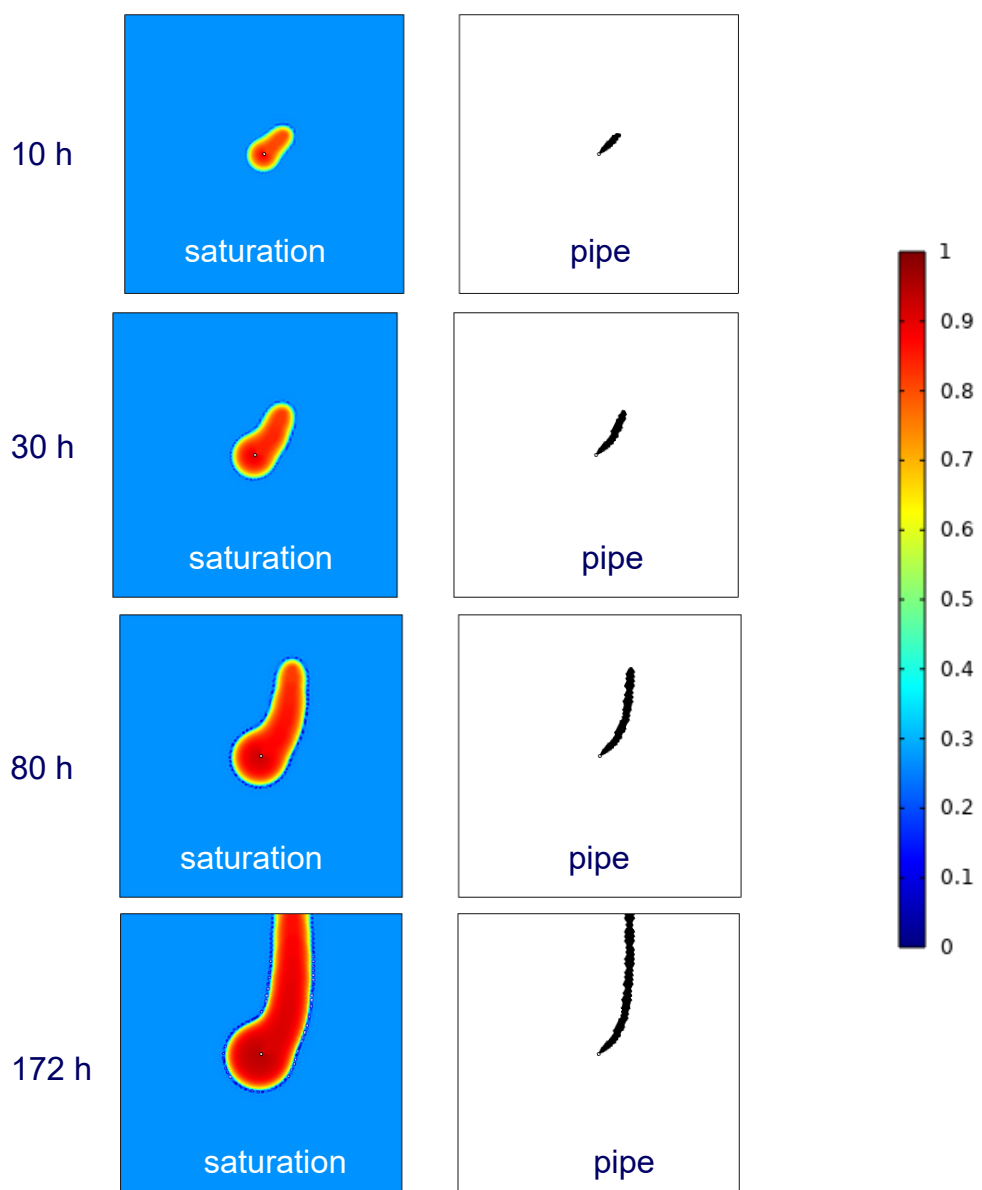 10 h
saturation
pipe
30 h
saturation
pipe
80 h
saturation
pipe
172 h
saturation
pipe
1
0.9
0.8
0.7
0.6
0.5
0.4
0.3
0.2
0.1
0